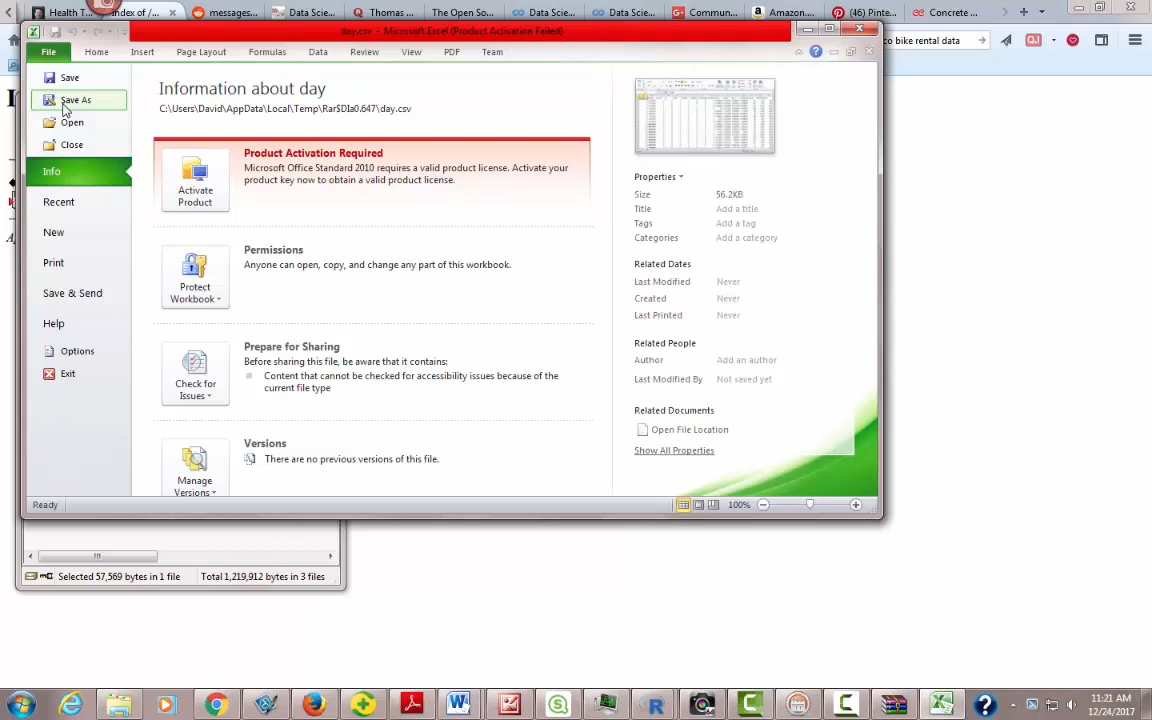 Health T
Index of /
messages..
Data Scie
Thomas
The Open So
Data Sc...
Data Sc...
Commun...
Amazon.
(46) Pinte..
Concrete
day.csv - Microsoft Excel (Product Activation Failed)
co bike rental data
File
Home
Insert
Page Layout
Formulas
Data
Review
View
PDF
Team
Save
Save As
Open
Close
Info
Recent
New
Print
Save & Send
Help
Options
Exit
Information about day
C:\Users\David\AppData\Local\Temp\Rar$DIa0.647\day.csv
Activate
Product
Product Activation Required
Microsoft Office Standard 2010 requires a valid product license. Activate your
product key now to obtain a valid product license.
Protect
Workbook
Permissions
Anyone can open, copy, and change any part of this workbook.
Check for
Issues
Prepare for Sharing
Before sharing this file, be aware that it contains:
Content that cannot be checked for accessibility issues because of the
current file type
Manage
Versions
Versions
There are no previous versions of this file.
Properties
Size 56.2KB
Title Add a title
Tags Add a tag
Categories Add a category
Related Dates
Last Modified Never
Created Never
Last Printed Never
Related People
Author Add an author
Last Modified By Not saved yet
Related Documents
Open File Location
Show All Properties
Ready
100%
Selected 57,569 bytes in 1 file
Total 1,219,912 bytes in 3 files
11:21 AM
12/24/2017